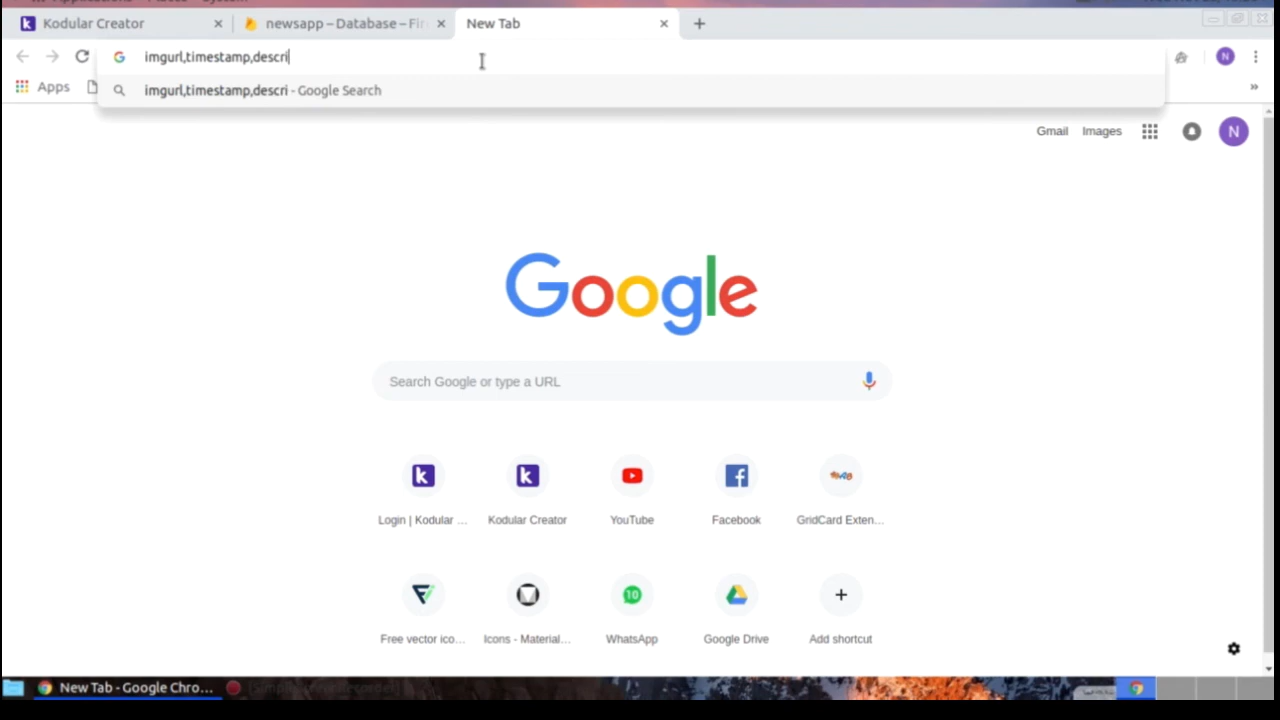 Kodular Creator
newsapp – Database – Fir
New Tab
imgurl,timestamp,descri
imgurl,timestamp,descri - Google Search
Apps
N
Gmail Images N
Google
Search Google or type a URL
Login | Kodular ... Kodular Creator YouTube Facebook GridCard Exten...
10
Free vector ico... Icons - Material... WhatsApp Google Drive Add shortcut
New Tab - Google Chro...